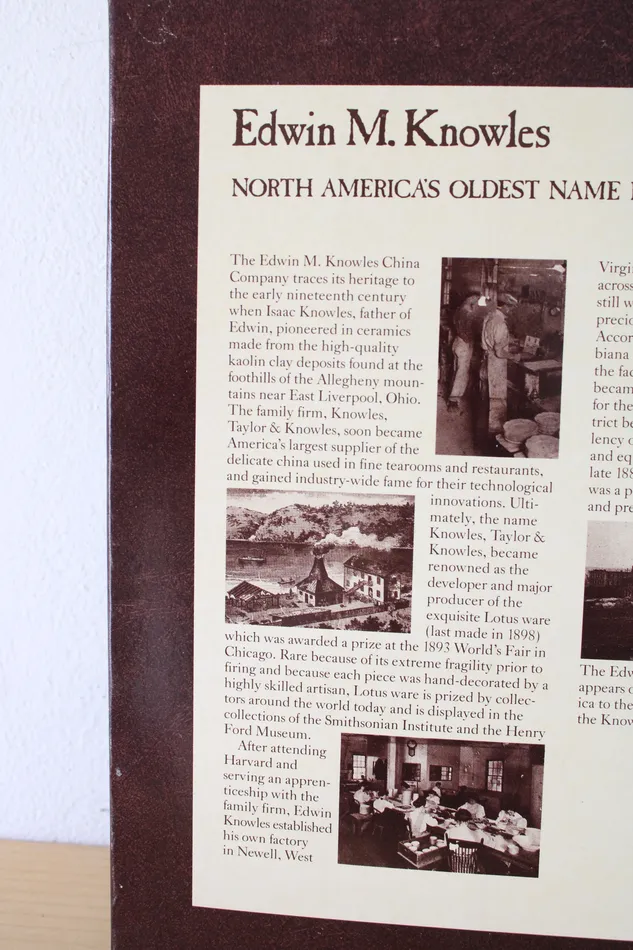 Edwin M. Knowles
NORTH AMERICA'S OLDEST NAME
The Edwin M. Knowles China
Company traces its heritage to
the early nineteenth century
when Isaac Knowles, father of
Edwin, pioneered in ceramics
made from the high-quality
kaolin clay deposits found at the
foothills of the Allegheny moun-
tains near East Liverpool, Ohio.
The family firm, Knowles,
Taylor & Knowles, soon became
America's largest supplier of the
delicate china used in fine tearooms and restaurants,
and gained industry-wide fame for their technological
innovations. Ulti-
mately, the name
Knowles, Taylor &
Knowles, became
renowned as the
developer and major
producer of the
exquisite Lotus ware
(last made in 1898)
which was awarded a prize at the 1893 World's Fair in
Chicago. Rare because of its extreme fragility prior to
firing and because each piece was hand-decorated by a
highly skilled artisan, Lotus ware is prized by collec-
tors around the world today and is displayed in the
collections of the Smithsonian Institute and the Henry
Ford Museum.
After attending
Harvard and
serving an appren-
ticeship with the
family firm, Edwin
Knowles established
his own factory
in Newell, West
Virgi
across
still w
precio
Accor
biana
the fac
becam
for the
trict be
lency o
and eq
late 188
was a p
and pre
The Edw
appears o
ica to the
the Know